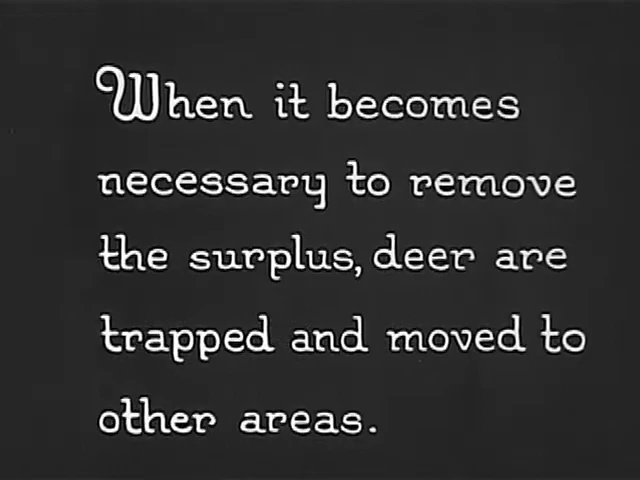 When it becomes
necessary to remove
the surplus, deer are
trapped and moved to
other areas.